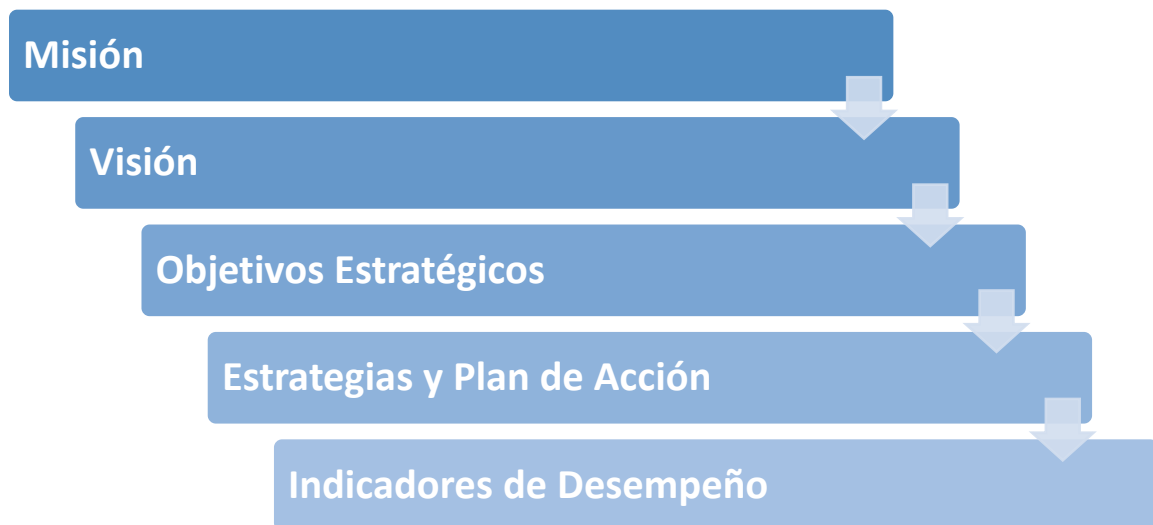 Misión
Visión
Objetivos Estratégicos
Estrategias y Plan de Acción
Indicadores de Desempeño